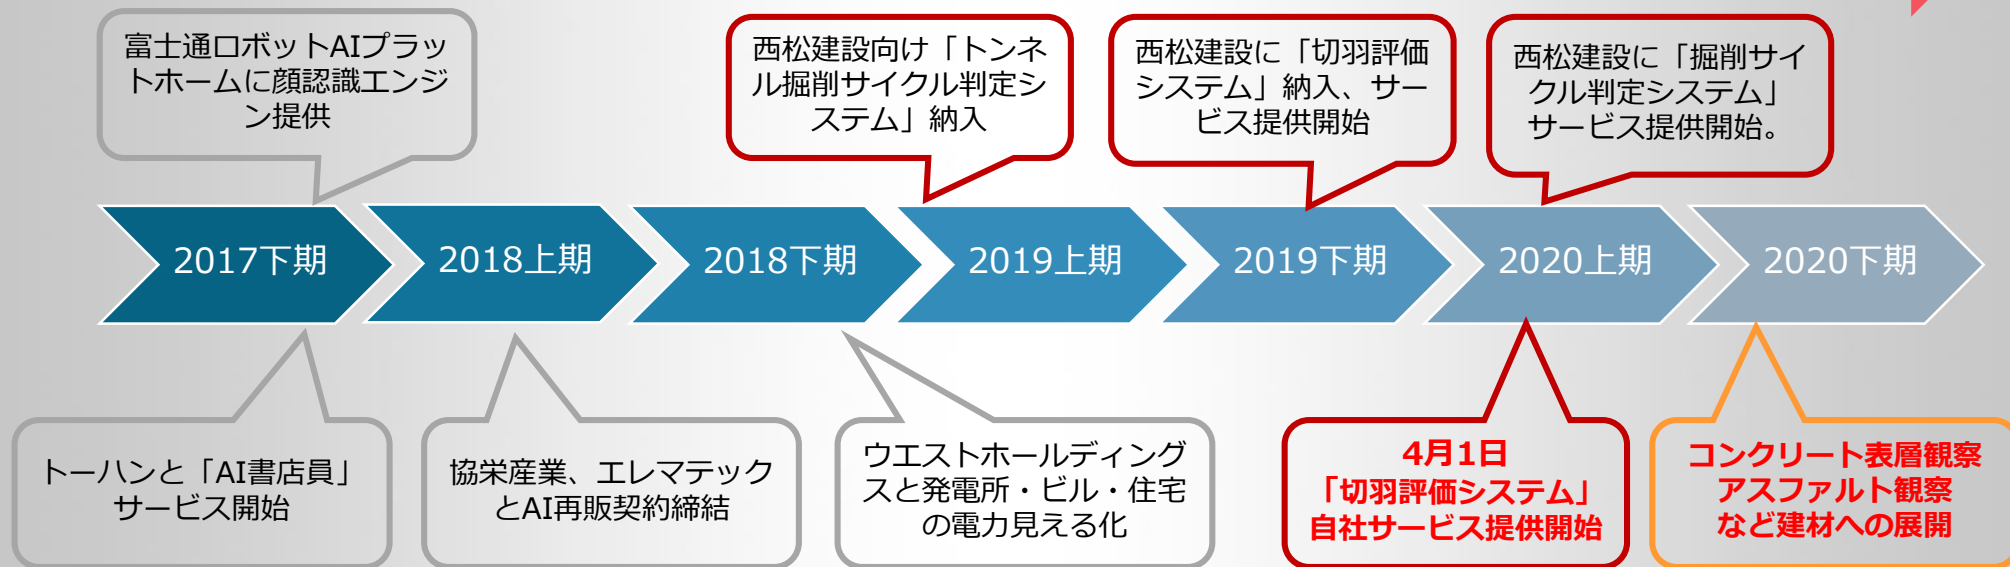 富士通ロボットAIプラッ
トホームに顔認識エンジ
ン提供
西松建設向け「トンネ
ル掘削サイクル判定シ
ステム」納入
西松建設に「切羽評価
システム」納入、サー
ビス提供開始
西松建設に「掘削サイ
クル判定システム」
サービス提供開始。
2017下期
2018上期
2018下期
2019上期
2019下期
2020上期
2020下期
トーハンと「AI書店員」
サービス開始
協栄産業、エレマテック
とAI再販契約締結
ウエストホールディング
スと発電所・ビル・住宅
の電力見える化
4月1日
「切羽評価システム」
自社サービス提供開始
コンクリート表層観察
アスファルト観察
など建材への展開